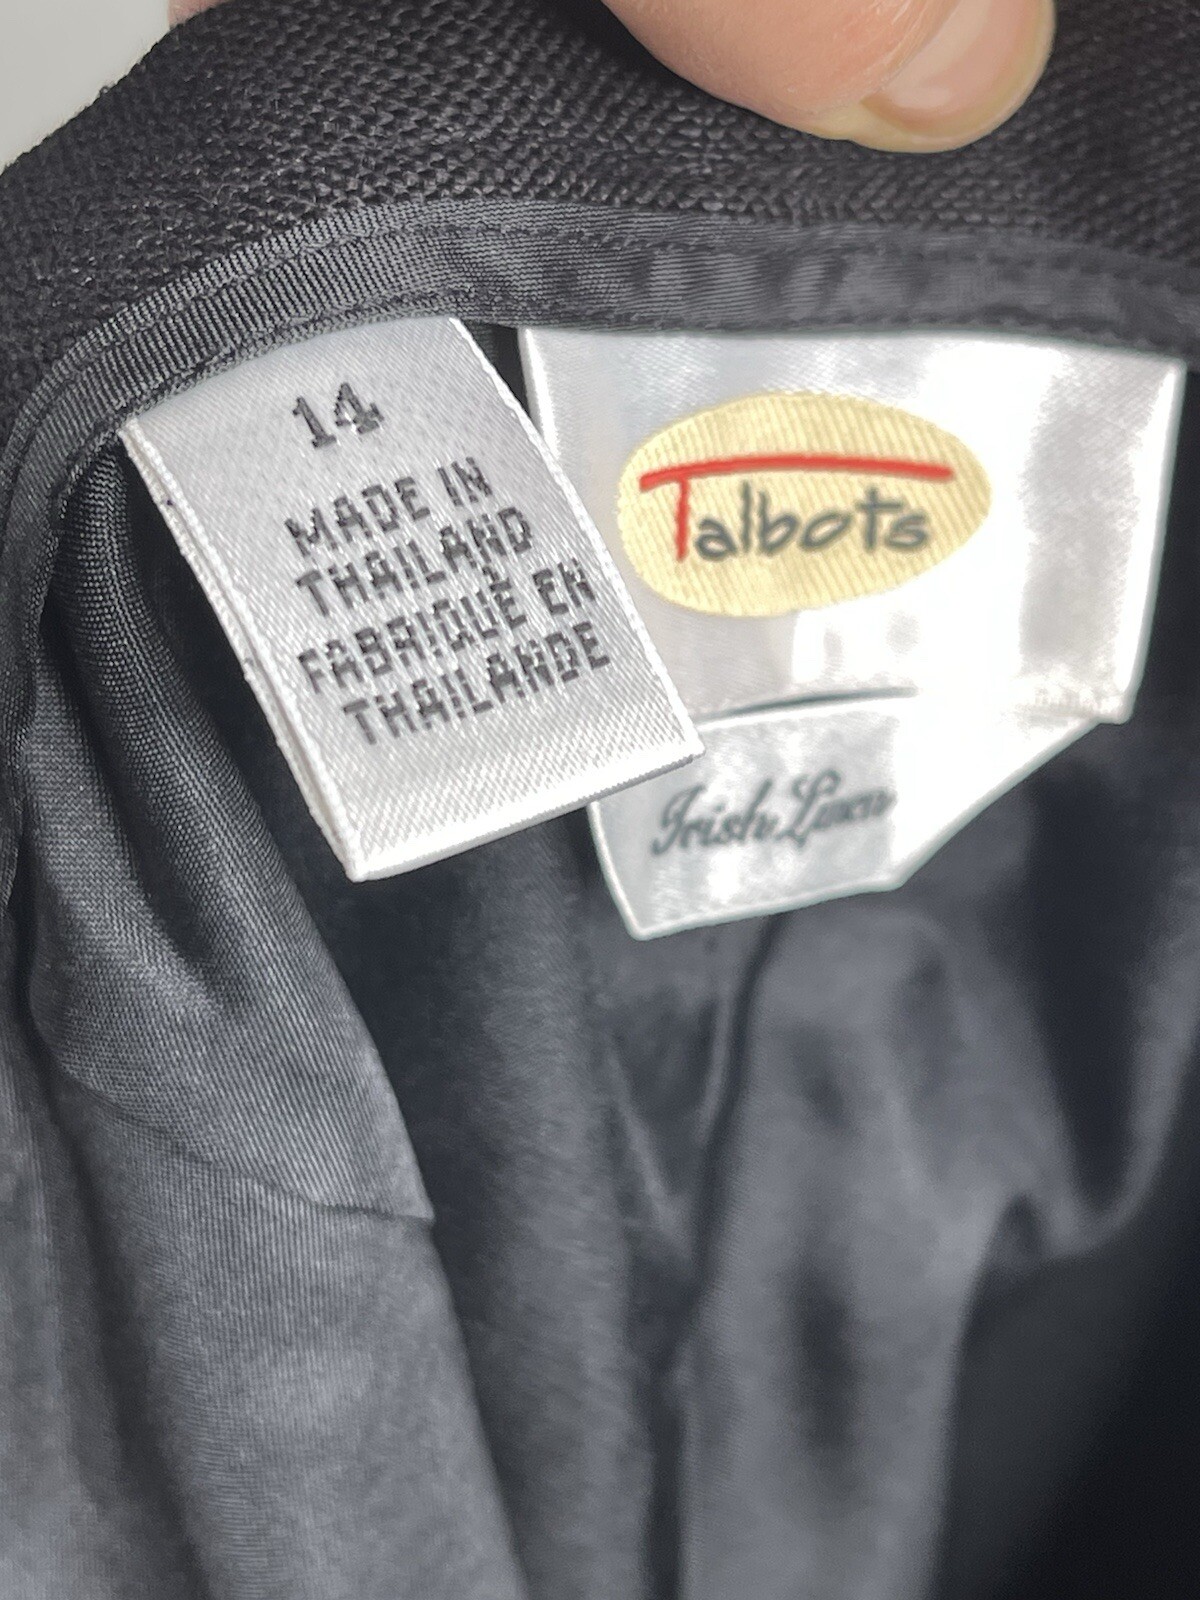 14
MADE IN
THAILAND
FABRIQUÉ EN
THAILANDE
Talbots
Irish Linen